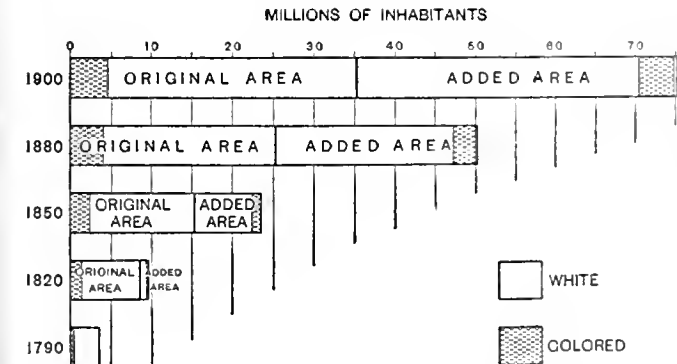 MILLIONS OF INHABITANTS
0 10 20 30 40 50 60 70
1900 ORIGINAL AREA ADDED AREA
1880 ORIGINAL AREA ADDED AREA
1850 ORIGINAL ADDED
AREA AREA
1820 ORIGINAL ADDED
AREA AREA
WHITE
1790
COLORED